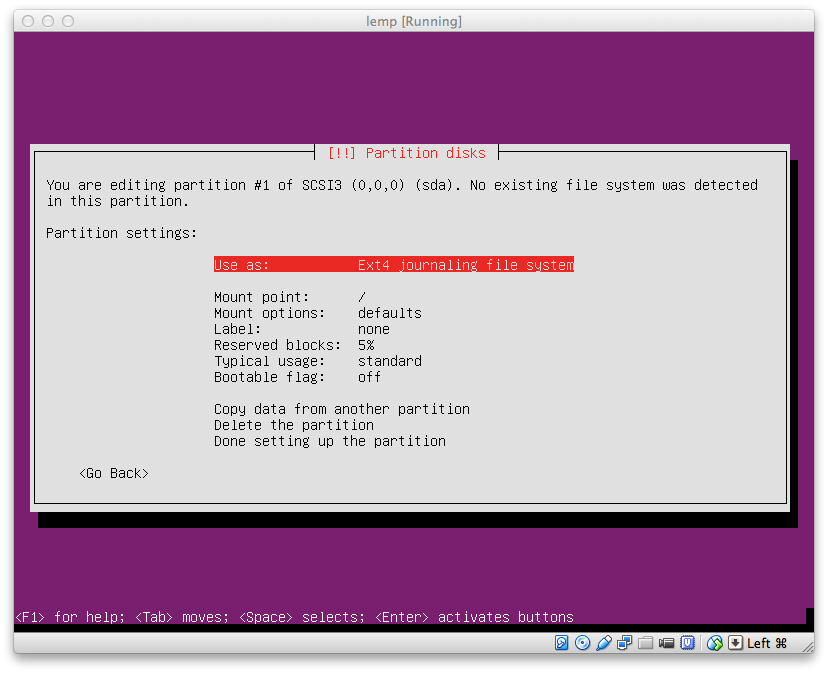 lemp [Running]
[!!] Partition disks
You are editing partition #1 of SCSI3 (0,0,0) (sda). No existing file system was detected
in this partition.
Partition settings:
Use as: Ext4 journaling file system
Mount point: /
Mount options: defaults
Label: none
Reserved blocks: 5%
Typical usage: standard
Bootable flag: off
Copy data from another partition
Delete the partition
Done setting up the partition
<Go Back>
<F1> for help; <Tab> moves; <Space> selects; <Enter> activates buttons
Left ⌘